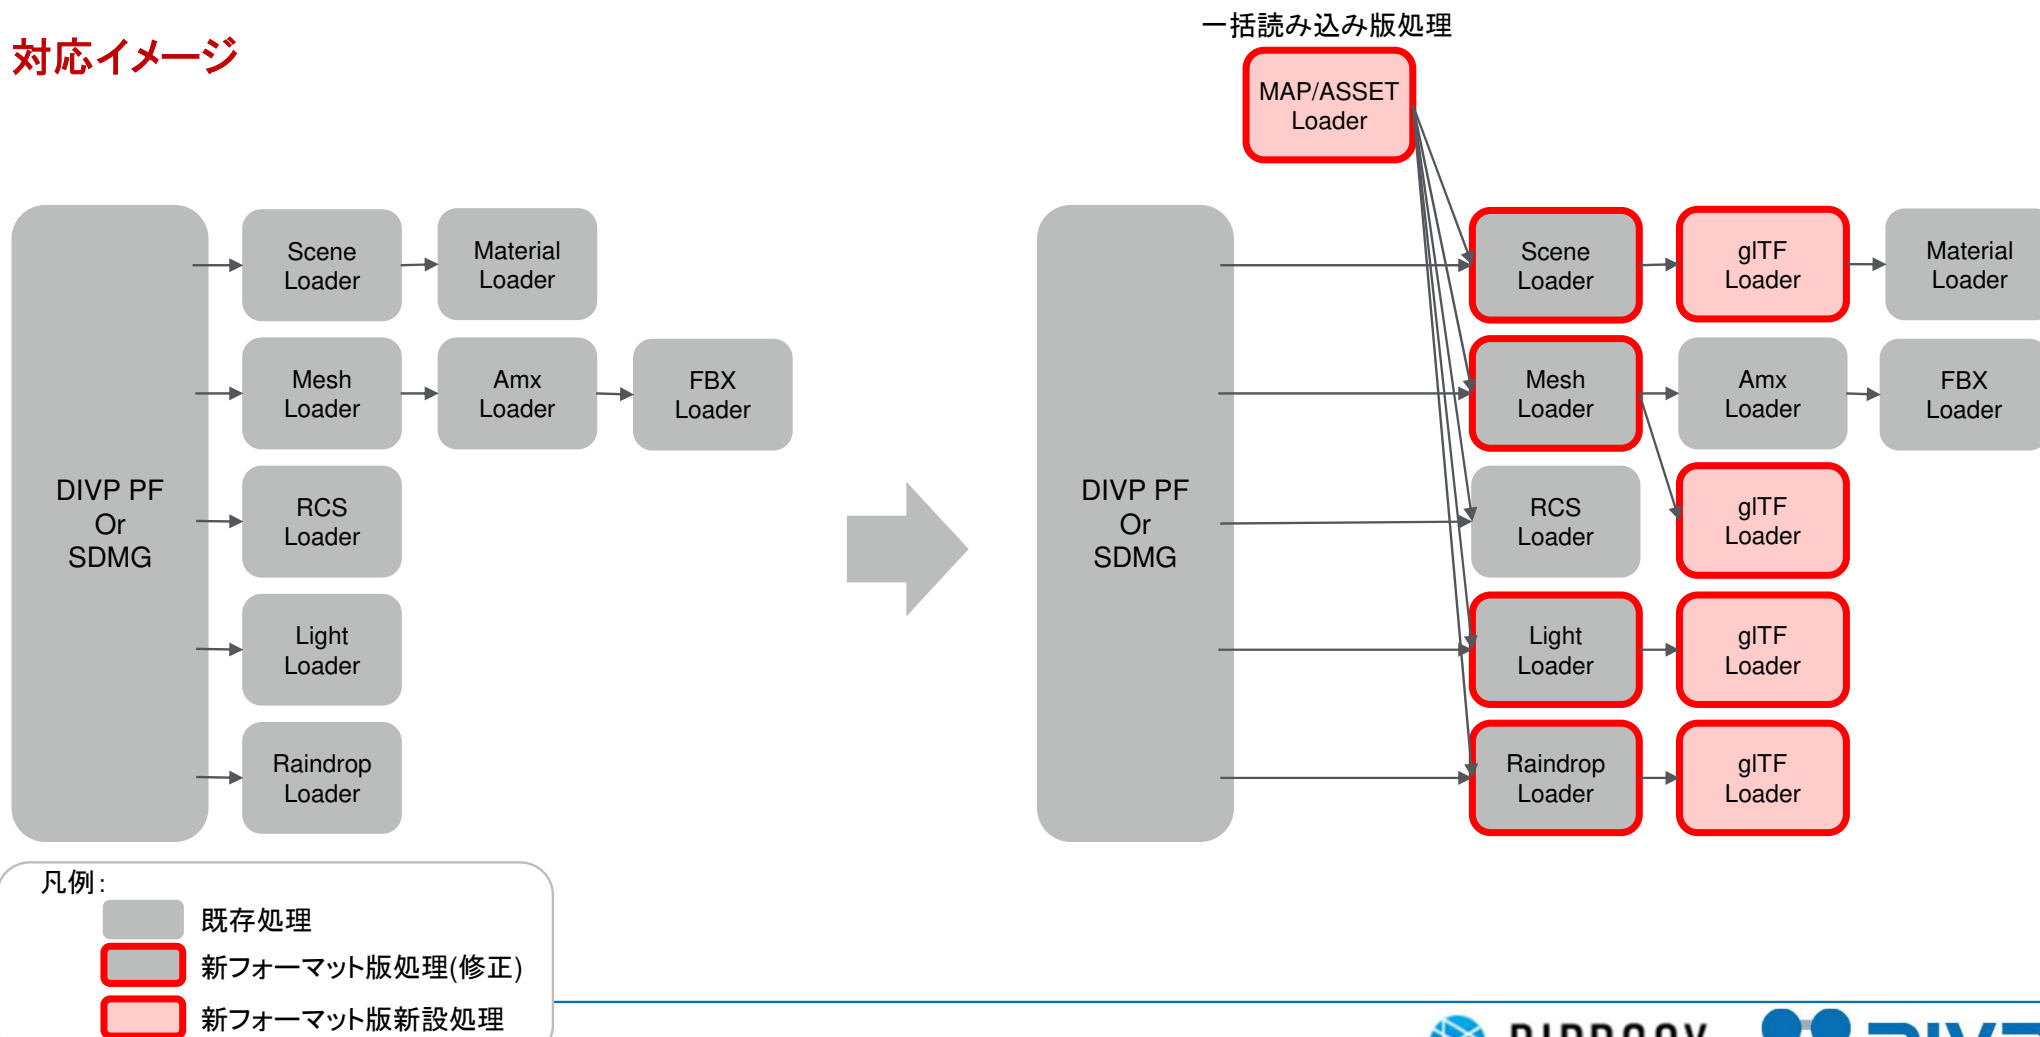 対応イメージ
一括読み込み版処理
MAP/ASSET
Loader
DIVP PF
Or
SDMG
Scene
Loader
Material
Loader
Mesh
Loader
Amx
Loader
FBX
Loader
RCS
Loader
Light
Loader
Raindrop
Loader
DIVP PF
Or
SDMG
Scene
Loader
glTF
Loader
Material
Loader
Mesh
Loader
Amx
Loader
FBX
Loader
RCS
Loader
glTF
Loader
Light
Loader
glTF
Loader
Raindrop
Loader
glTF
Loader
凡例：
既存処理
新フォーマット版処理(修正)
新フォーマット版新設処理